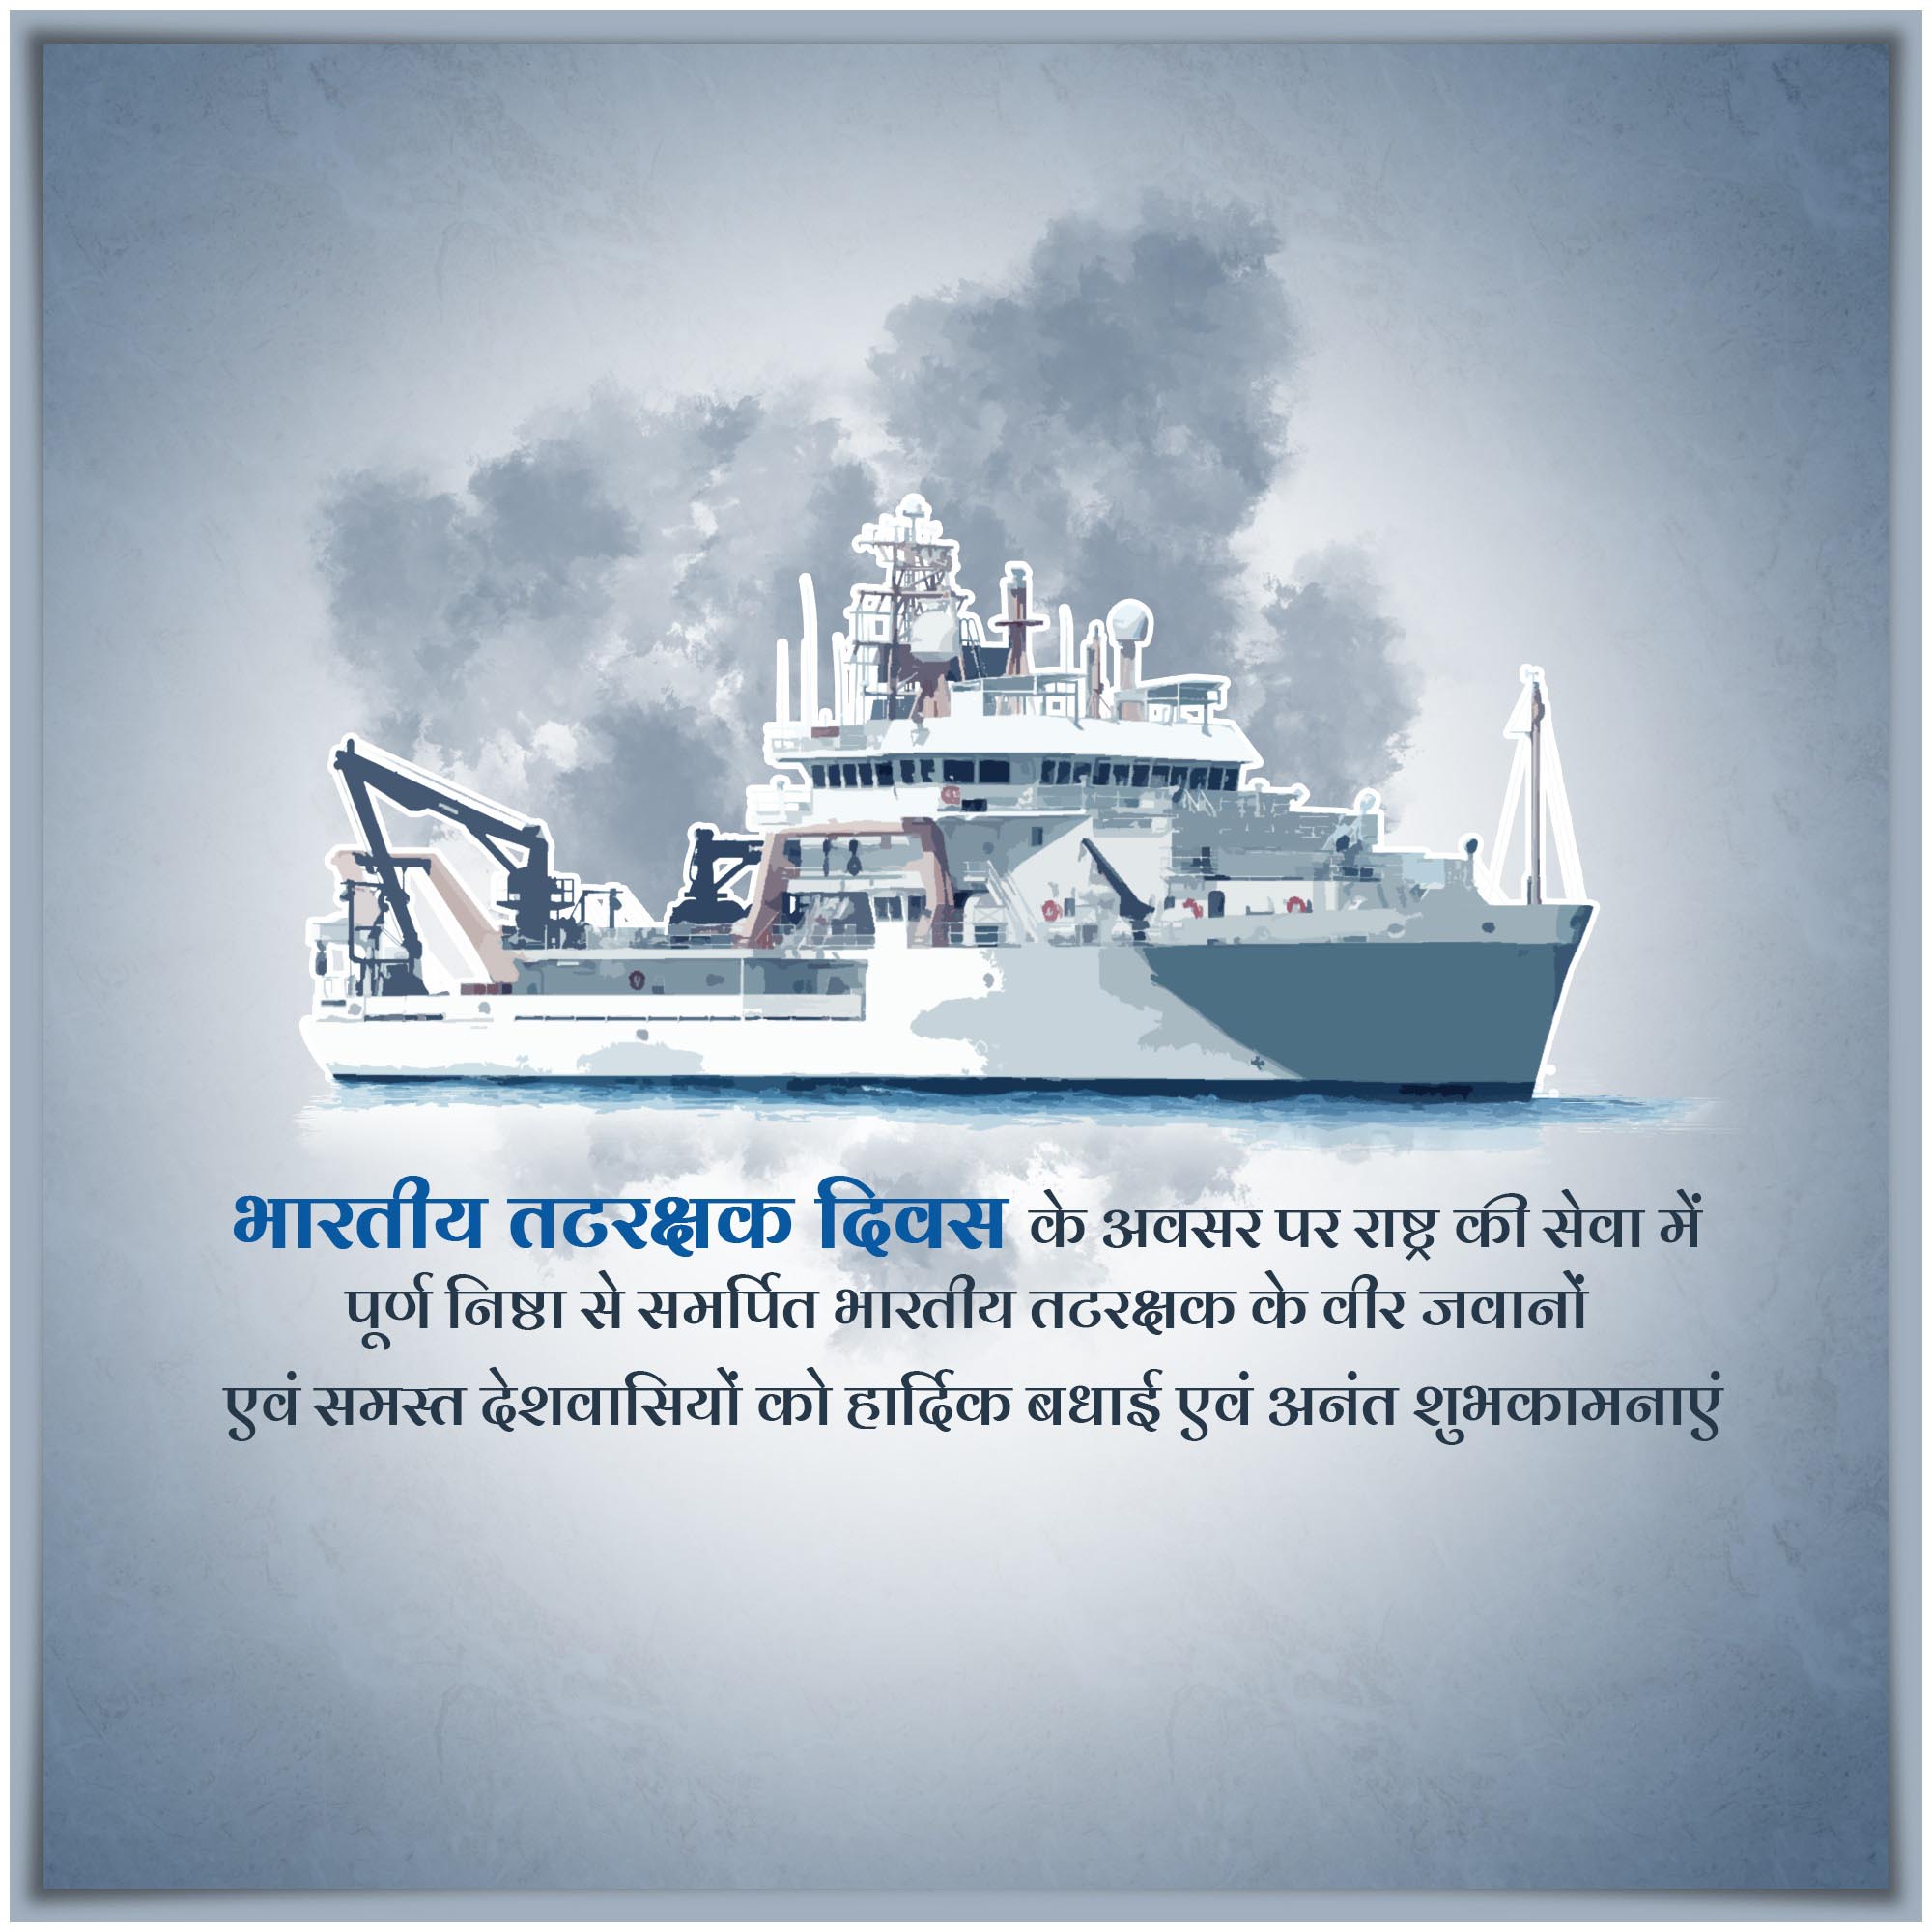 भारतीय तटरक्षक दिवस के अवसर पर राष्ट्र की सेवा में
पूर्ण निष्ठा से समर्पित भारतीय तटरक्षक के वीर जवानों
एवं समस्त देशवासियों को हार्दिक बधाई एवं अनंत शुभकामनाएं